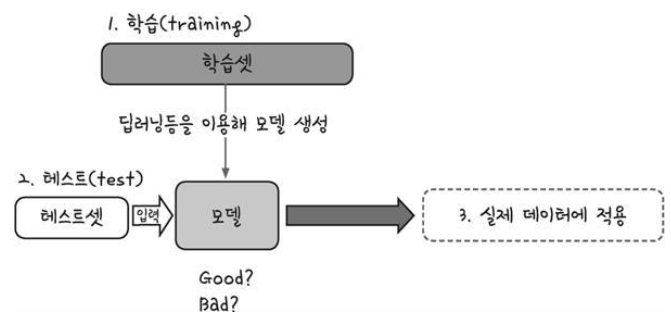 1. 학습(training)
학습셋
딥러닝등을 이용해 모델 생성
2. 테스트(test)
테스트셋
입력
모델
3. 실제 데이터에 적용
Good?
Bad?